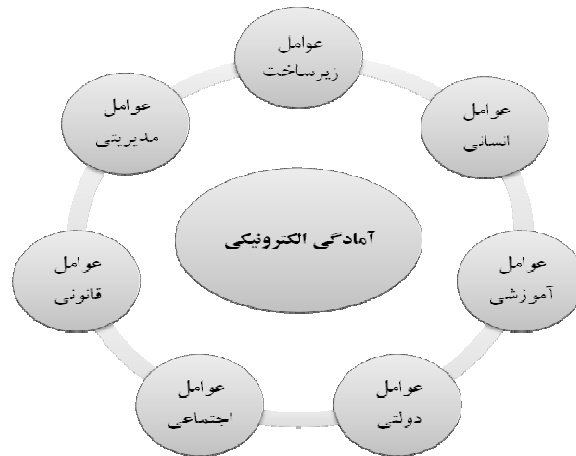 عوامل
زیرساخت
عوامل
انسانی
عوامل
آموزشی
عوامل
دولتی
عوامل
اجتماعی
عوامل
قانونی
عوامل
مدیریتی
آمادگی الکترونیکی